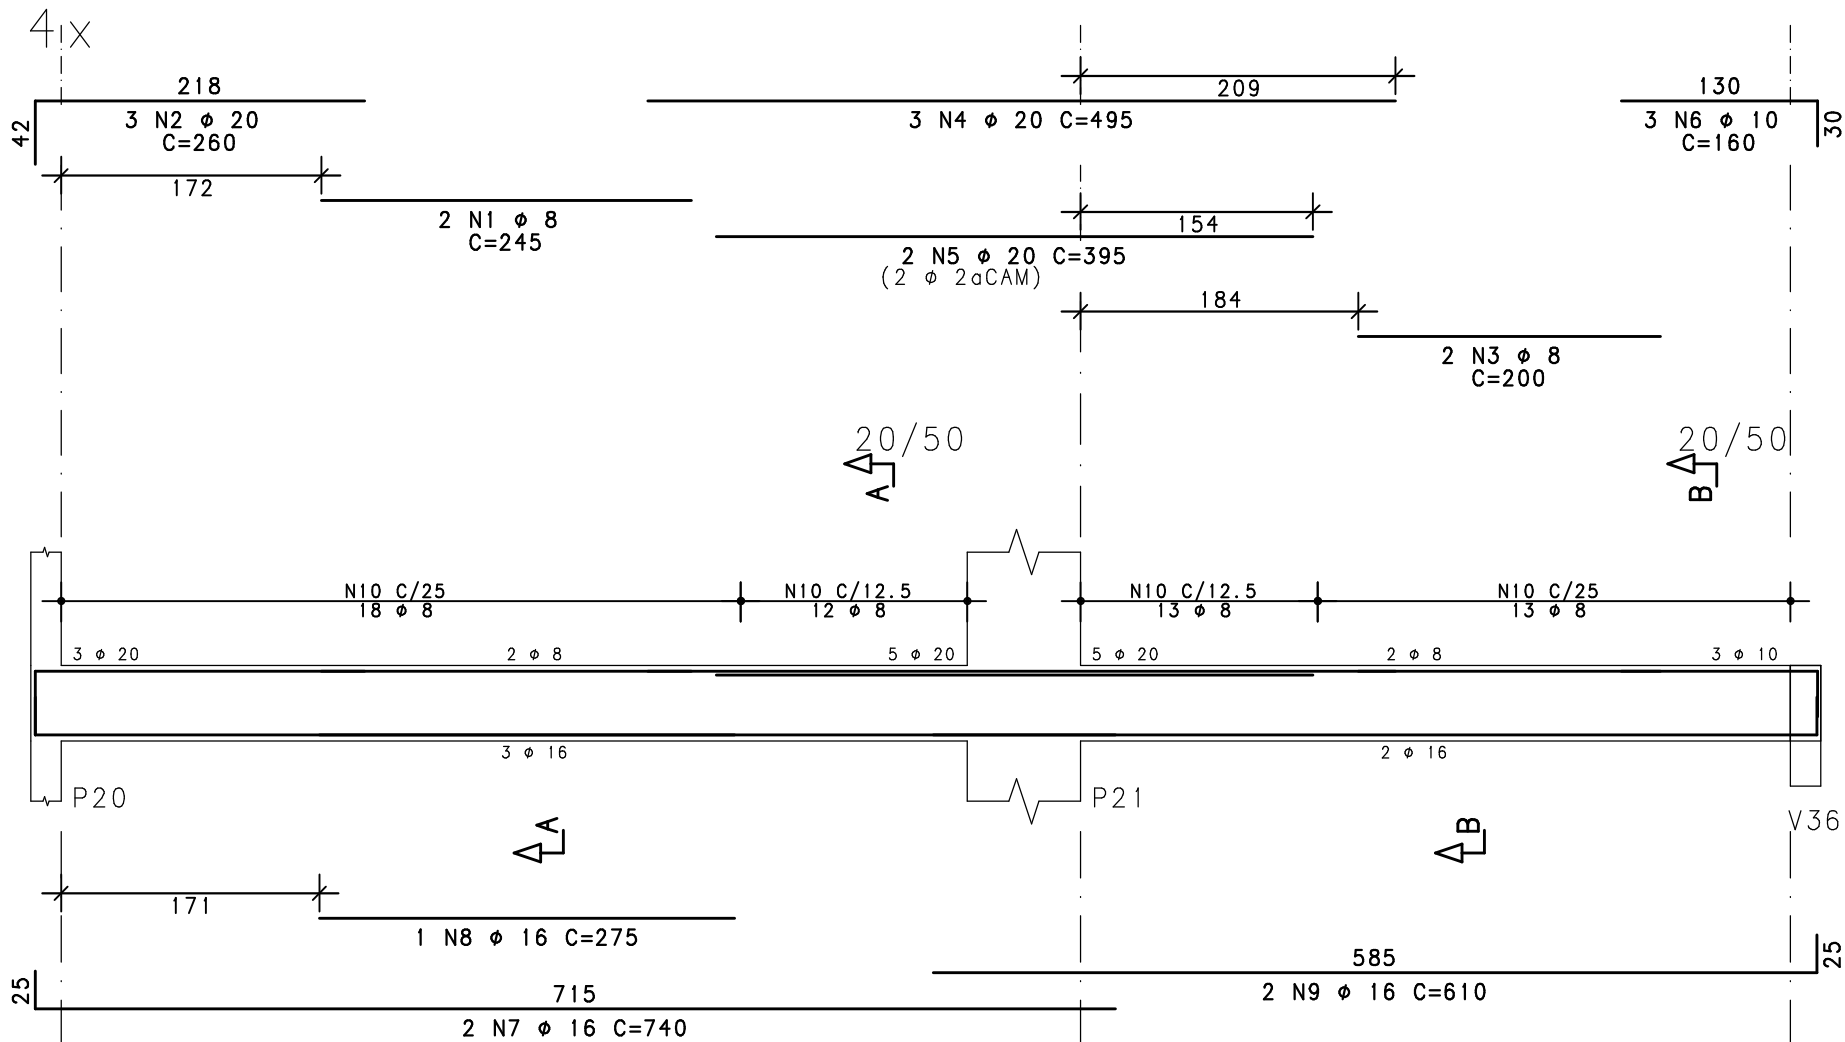 4 X
218
209
130
42
3 N2 φ 20
C=260
3 N4 φ 20 C=495
3 N6 φ 10
C=160
30
172
2 N1 φ 8
C=245
154
2 N5 φ 20 C=395
(2 φ 2aCAM)
184
2 N3 φ 8
C=200
20/50
20/50
A
B
N10 C/25
18 φ 8
N10 C/12.5
12 φ 8
N10 C/12.5
13 φ 8
N10 C/25
13 φ 8
3 φ 20
2 φ 8
5 φ 20
5 φ 20
2 φ 8
3 φ 10
3 φ 16
2 φ 16
P20
P21
V36
A
B
171
1 N8 φ 16 C=275
585
25
2 N9 φ 16 C=610
25
715
2 N7 φ 16 C=740